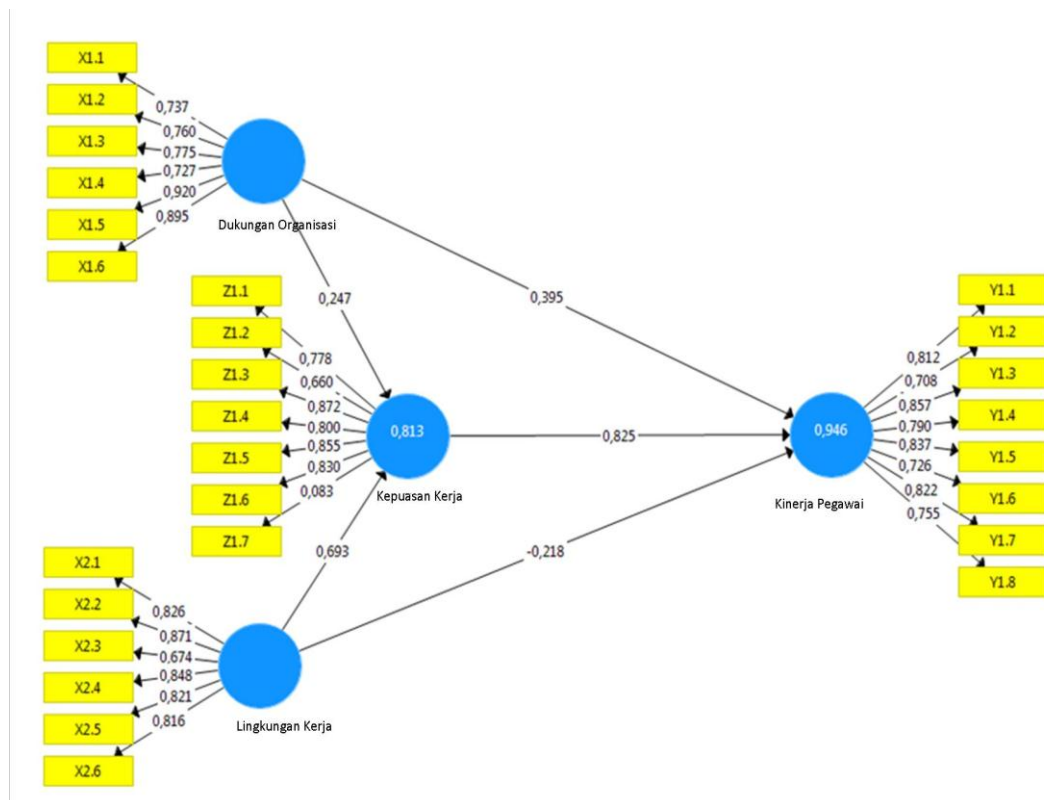 X1.1
X1.2
X1.3
X1.4
X1.5
X1.6
0,737
0,760
0,775
0,727
0,920
0,895
Dukungan Organisasi
0,247
0,395
Z1.1
Z1.2
Z1.3
Z1.4
Z1.5
Z1.6
Z1.7
0,778
0,660
0,872
0,800
0,855
0,830
0,083
0,813
Kepuasan Kerja
0,825
0,693
-0,218
X2.1
X2.2
X2.3
X2.4
X2.5
X2.6
0,826
0,871
0,674
0,848
0,821
0,816
Lingkungan Kerja
0,946
Kinerja Pegawai
0,812
0,708
0,857
0,790
0,837
0,726
0,822
0,755
Y1.1
Y1.2
Y1.3
Y1.4
Y1.5
Y1.6
Y1.7
Y1.8